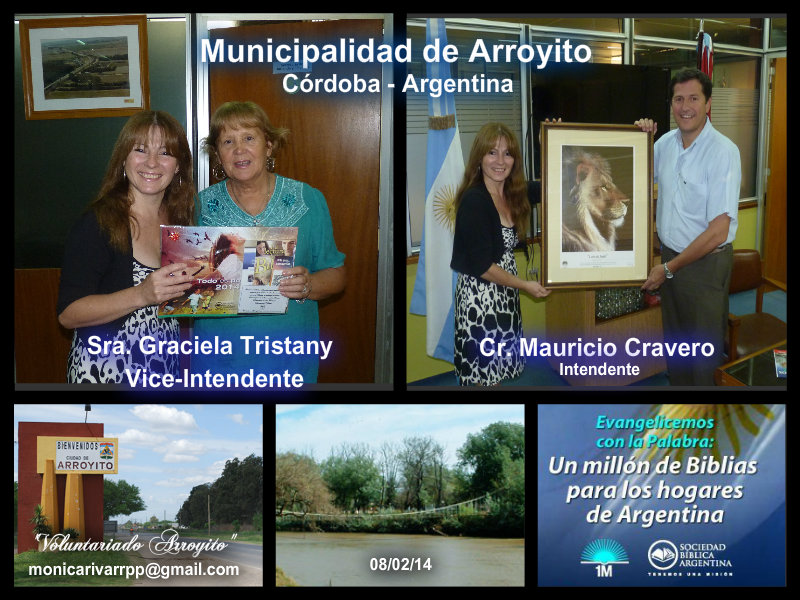 Municipalidad de Arroyito
Córdoba - Argentina
Todo
2013
Sra. Graciela Tristany
Vice-Intendente
Cr. Mauricio Cravero
Intendente
BIENVENIDOS
CIUDAD DE
ARROYITO
"Voluntariado Arroyito"
monicarivarrpp@gmail.com
08/02/14
Evangelicemos
con la Palabra:
Un millón de Biblias
para los hogares
de Argentina
1M
SOCIEDAD
BÍBLICA
ARGENTINA
TENEMOS UNA MISIÓN